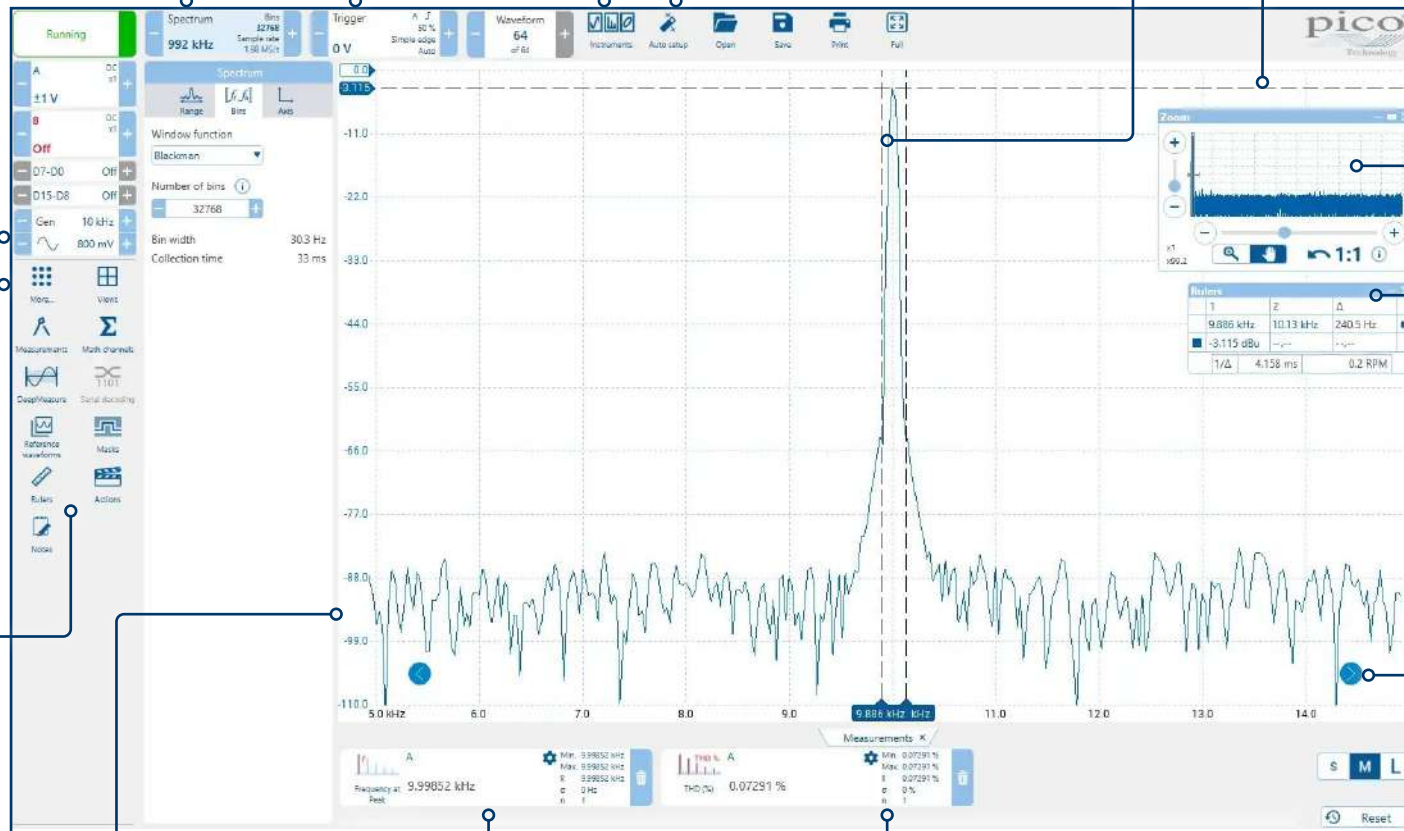 Running
Spectrum
992 kHz
Bins
32768
Sample rate
1.98 MS/s
Trigger
0 V
A
50 %
Simple edge
Auto
Waveform
64
of 64
Instruments
Auto setup
Open
Save
Print
Full
pico
Technology
A
DC
x1
±1 V
B
DC
x1
Off
D7-D0 Off
D15-D8 Off
Gen 10 kHz
800 mV
More...
Views
Measurements
Math channels
DeepMeasure
Serial decoding
Reference waveforms
Masks
Rulers
Actions
Notes
Spectrum
Range
Bins
Axis
Window function
Blackman
Number of bins
32768
Bin width 30.3 Hz
Collection time 33 ms
0.0
-3.115
-11.0
-22.0
-33.0
-44.0
-55.0
-66.0
-77.0
-88.0
-99.0
-110.0
5.0 kHz 6.0 7.0 8.0 9.0 9.886 kHz kHz 11.0 12.0 13.0 14.0
Zoom
x1
x99.2
1:1
Rulers
1 2 Δ
9.886 kHz 10.13 kHz 240.5 Hz
-3.115 dBu --.-- --.--
1/Δ 4.158 ms 0.2 RPM
Measurements ×
A
Frequency at Peak
9.99852 kHz
Min. 9.99852 kHz
Max. 9.99852 kHz
x̄ 9.99852 kHz
σ 0 Hz
n 1
THD % A
THD (%)
0.07291 %
Min. 0.07291 %
Max. 0.07291 %
x̄ 0.07291 %
σ 0 %
n 1
S M L
Reset